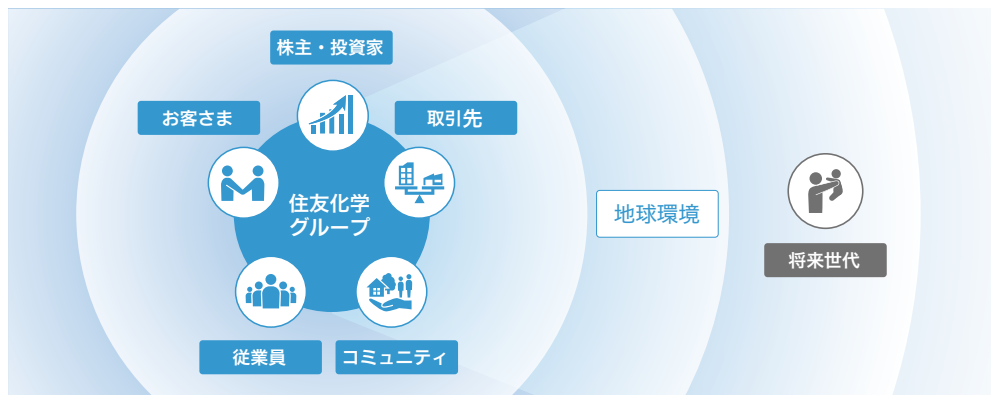 株主・投資家
お客さま
取引先
住友化学
グループ
地球環境
将来世代
従業員
コミュニティ